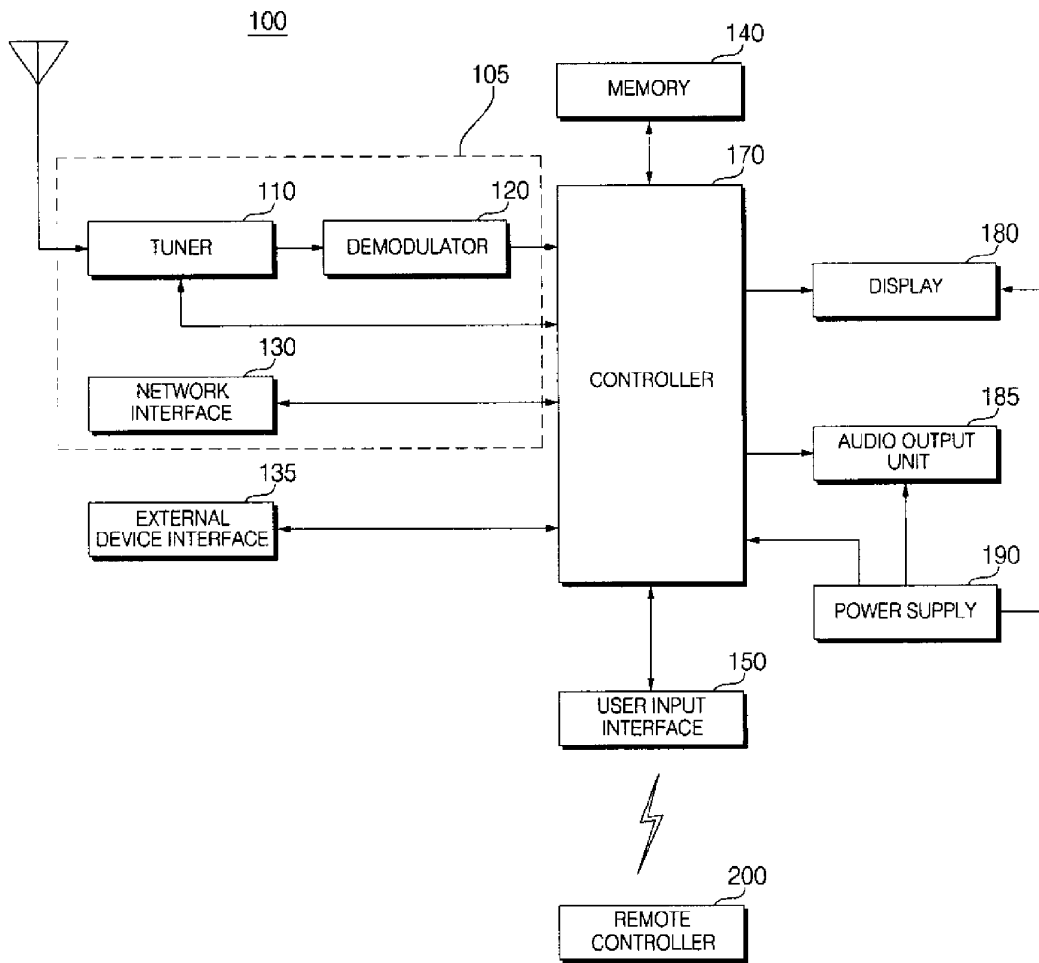 100
140
MEMORY
105
170
110
120
TUNER
DEMODULATOR
180
DISPLAY
130
NETWORK
INTERFACE
CONTROLLER
185
AUDIO OUTPUT
UNIT
135
EXTERNAL
DEVICE INTERFACE
190
POWER SUPPLY
150
USER INPUT
INTERFACE
200
REMOTE
CONTROLLER